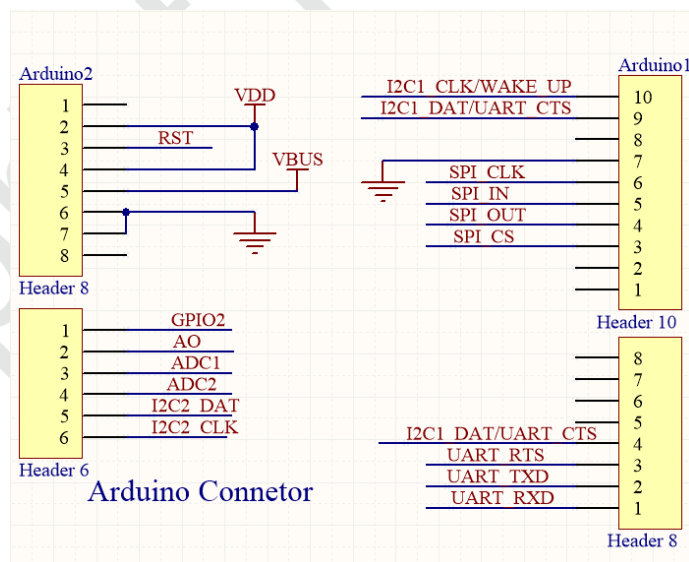 Arduino2
1
2
3
4
5
6
7
8
VDD
RST
VBUS
Header 8
1
2
3
4
5
6
GPIO2
AO
ADC1
ADC2
I2C2_DAT
I2C2_CLK
Header 6
Arduino Connetor
Arduino1
I2C1_CLK/WAKE_UP
I2C1_DAT/UART_CTS
SPI_CLK
SPI_IN
SPI_OUT
SPI_CS
10
9
8
7
6
5
4
3
2
1
Header 10
I2C1_DAT/UART_CTS
UART_RTS
UART_TXD
UART_RXD
8
7
6
5
4
3
2
1
Header 8